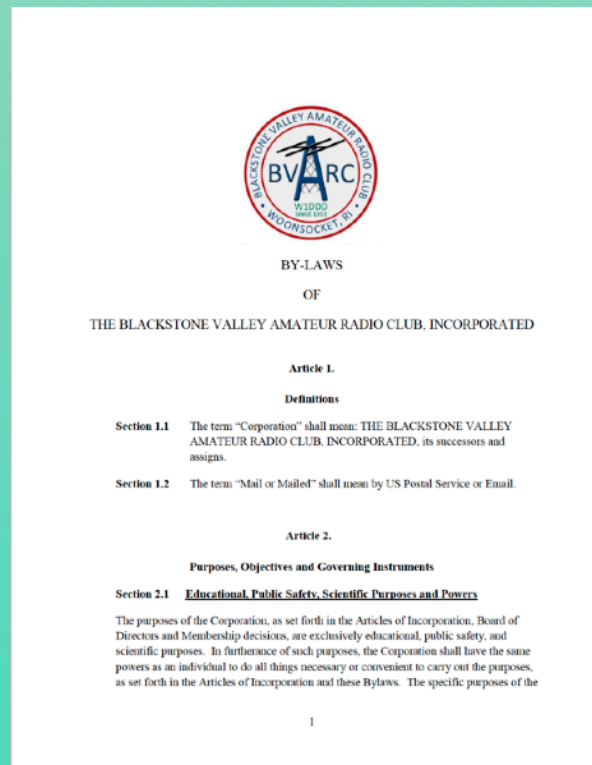 BLACKSTONE VALLEY AMATEUR RADIO CLUB
BV ARC
W1DDO
SINCE 1953
WOONSOCKET, RI
BY-LAWS
OF
THE BLACKSTONE VALLEY AMATEUR RADIO CLUB, INCORPORATED
Article 1.
Definitions
Section 1.1 The term “Corporation” shall mean: THE BLACKSTONE VALLEY
AMATEUR RADIO CLUB, INCORPORATED, its successors and
assigns.
Section 1.2 The term “Mail or Mailed” shall mean by US Postal Service or Email.
Article 2.
Purposes, Objectives and Governing Instruments
Section 2.1 Educational, Public Safety, Scientific Purposes and Powers
The purposes of the Corporation, as set forth in the Articles of Incorporation, Board of
Directors and Membership decisions, are exclusively educational, public safety, and
scientific purposes. In furtherance of such purposes, the Corporation shall have the same
powers as an individual to do all things necessary or convenient to carry out the purposes,
as set forth in the Articles of Incorporation and these Bylaws. The specific purposes of the
1